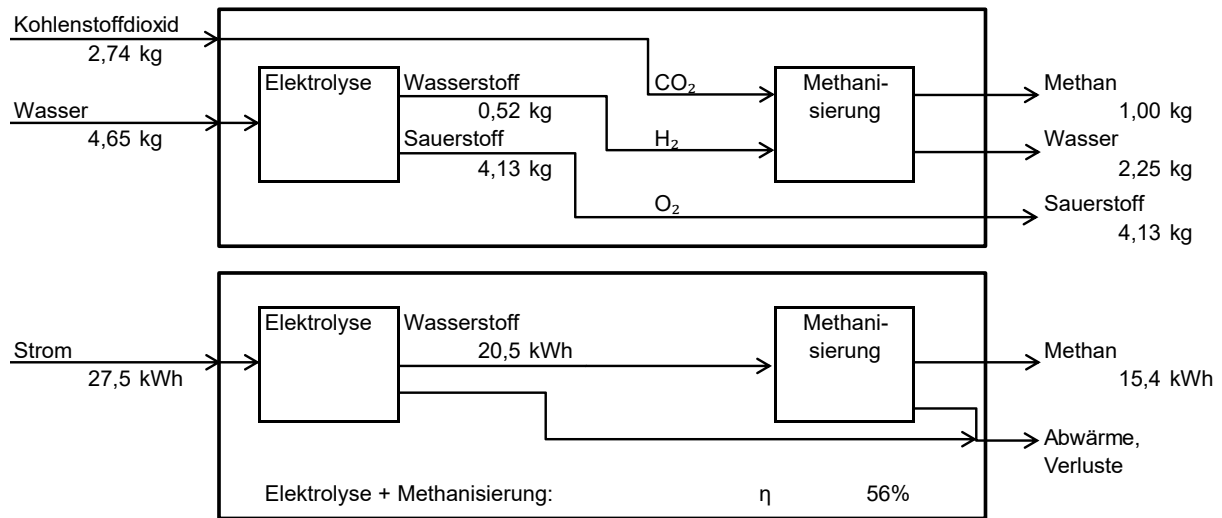 Kohlenstoffdioxid
2,74 kg
Elektrolyse
Wasserstoff
0,52 kg
CO₂
Methani-
sierung
Methan
1,00 kg
Wasser
4,65 kg
Sauerstoff
4,13 kg
H₂
Wasser
2,25 kg
O₂
Sauerstoff
4,13 kg
Elektrolyse
Wasserstoff
20,5 kWh
Methani-
sierung
Strom
27,5 kWh
Methan
15,4 kWh
Abwärme,
Verluste
Elektrolyse + Methanisierung: η 56%